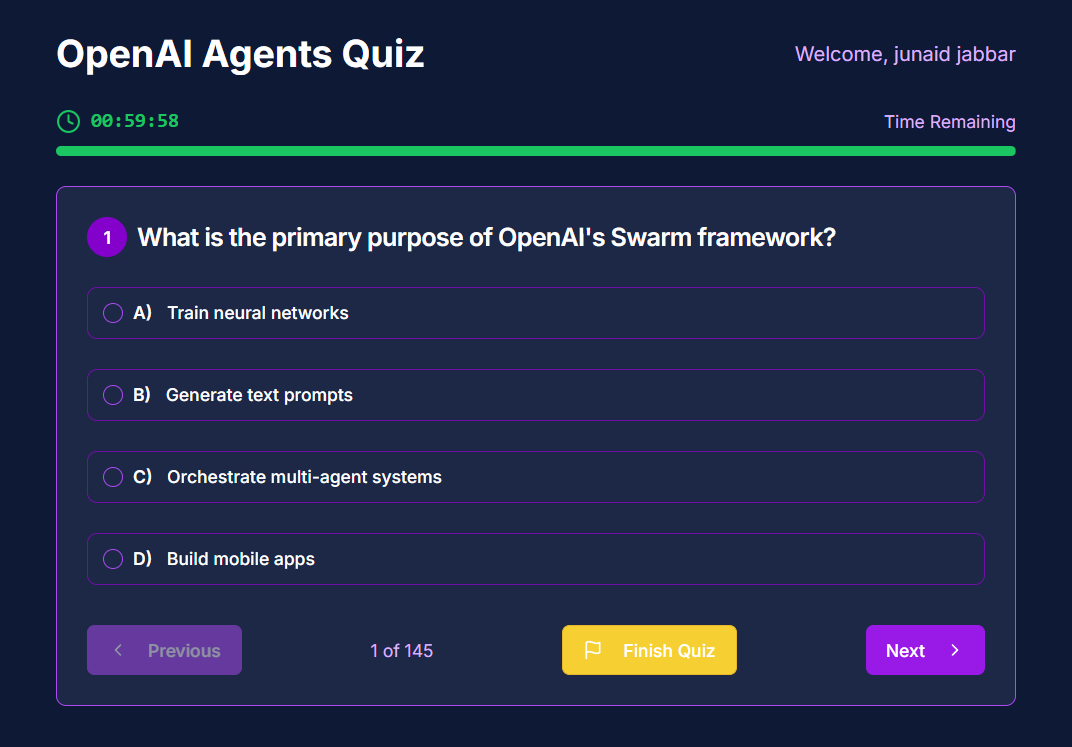 OpenAI Agents Quiz
Welcome, junaid jabbar
00:59:58
Time Remaining
1 What is the primary purpose of OpenAI's Swarm framework?
A) Train neural networks
B) Generate text prompts
C) Orchestrate multi-agent systems
D) Build mobile apps
Previous
1 of 145
Finish Quiz
Next